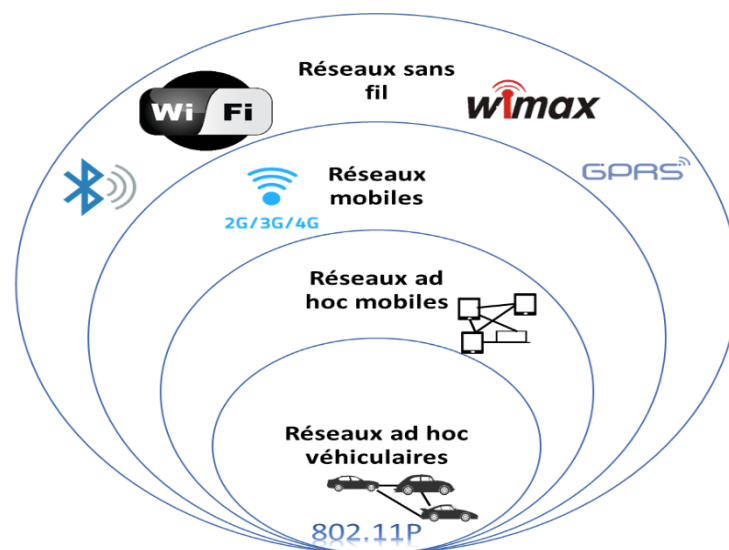 Réseaux sans
fil
Wi Fi
wimax
GPRS
Réseaux
mobiles
2G/3G/4G
Réseaux ad
hoc mobiles
Réseaux ad hoc
véhiculaires
802.11P